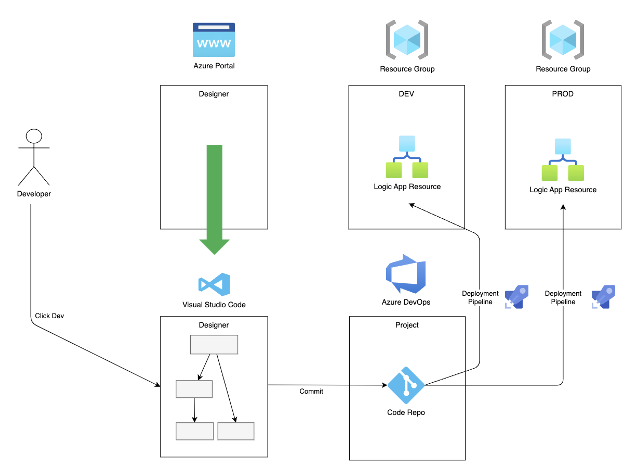 www
Azure Portal
Resource Group
Resource Group
Designer
DEV
PROD
Developer
Logic App Resource
Logic App Resource
Visual Studio Code
Azure DevOps
Deployment
Pipeline
Deployment
Pipeline
Click Dev
Designer
Project
Commit
Code Repo